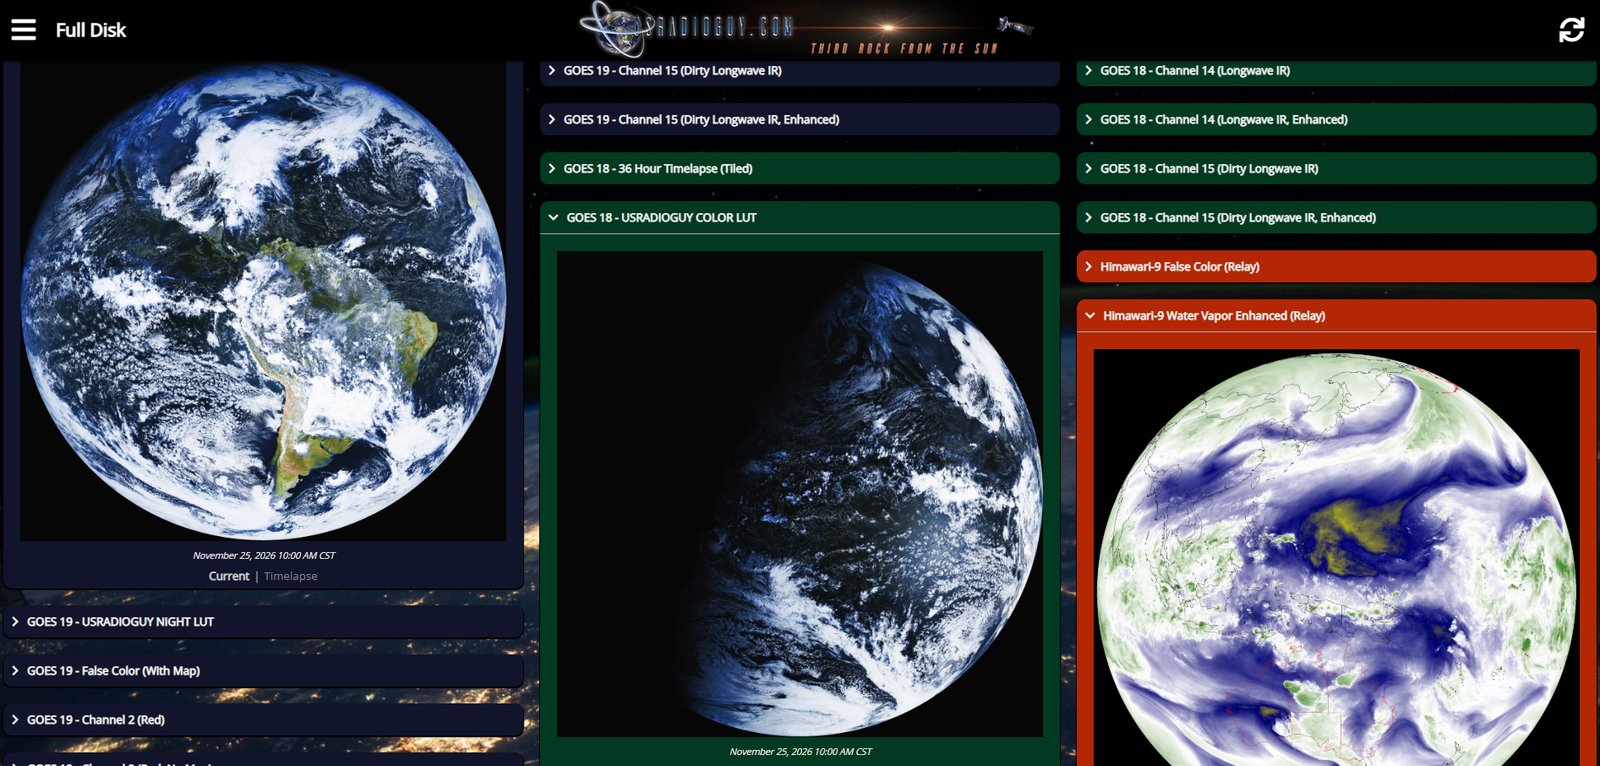 Full Disk
USRADIOGUY.COM
THIRD ROCK FROM THE SUN
November 25, 2026 10:00 AM CST
Current | Timelapse
GOES 19 - USRADIOGUY NIGHT LUT
GOES 19 - False Color (With Map)
GOES 19 - Channel 2 (Red)
GOES 19 - Channel 15 (Dirty Longwave IR)
GOES 19 - Channel 15 (Dirty Longwave IR, Enhanced)
GOES 18 - 36 Hour Timelapse (Tiled)
GOES 18 - USRADIOGUY COLOR LUT
November 25, 2026 10:00 AM CST
GOES 18 - Channel 14 (Longwave IR)
GOES 18 - Channel 14 (Longwave IR, Enhanced)
GOES 18 - Channel 15 (Dirty Longwave IR)
GOES 18 - Channel 15 (Dirty Longwave IR, Enhanced)
Himawari-9 False Color (Relay)
Himawari-9 Water Vapor Enhanced (Relay)